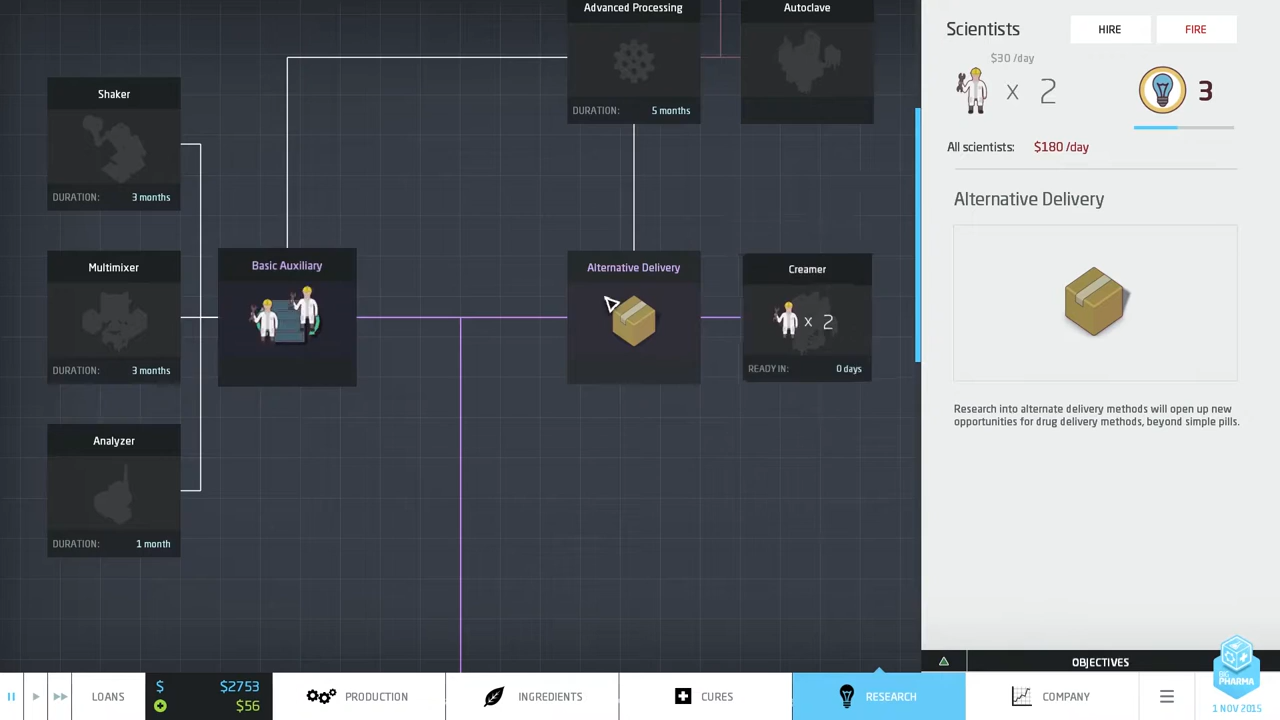 Advanced Processing
DURATION: 5 months
Autoclave
Shaker
DURATION: 3 months
Multimixer
DURATION: 3 months
Analyzer
DURATION: 1 month
Basic Auxiliary
Alternative Delivery
Creamer
x 2
READY IN: 0 days
Scientists
HIRE
FIRE
$30 /day
x 2
3
All scientists: $180 /day
Alternative Delivery
Research into alternate delivery methods will open up new
opportunities for drug delivery methods, beyond simple pills.
OBJECTIVES
LOANS
$ $2753
$56
PRODUCTION
INGREDIENTS
CURES
RESEARCH
COMPANY
BIG
PHARMA
1 NOV 2015